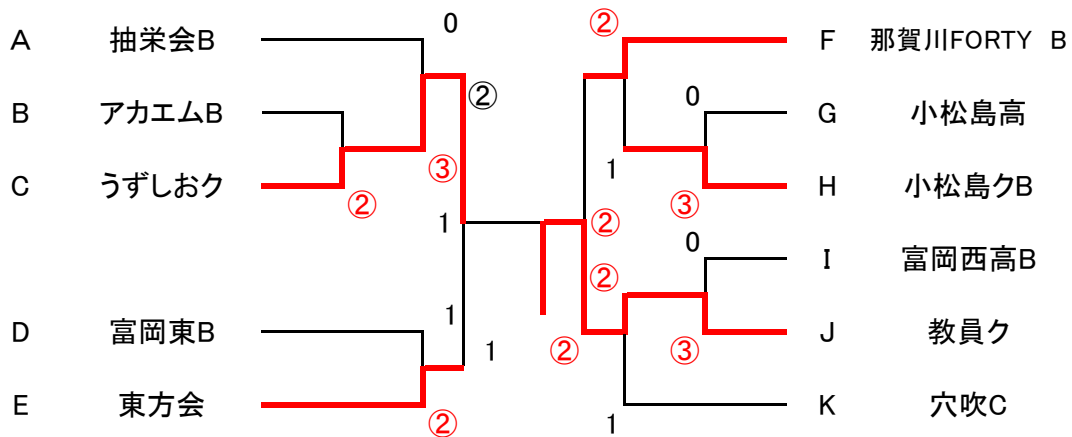 A 抽栄会B 0 ② F 那賀川FORTY B
B アカエムB ② 0 G 小松島高
C うずしおク ② ③ 1 ③ H 小松島クB
1 ② 0
② I 富岡西高B
D 富岡東B 1 1 ② ③ J 教員ク
E 東方会 ② 1 K 穴吹C